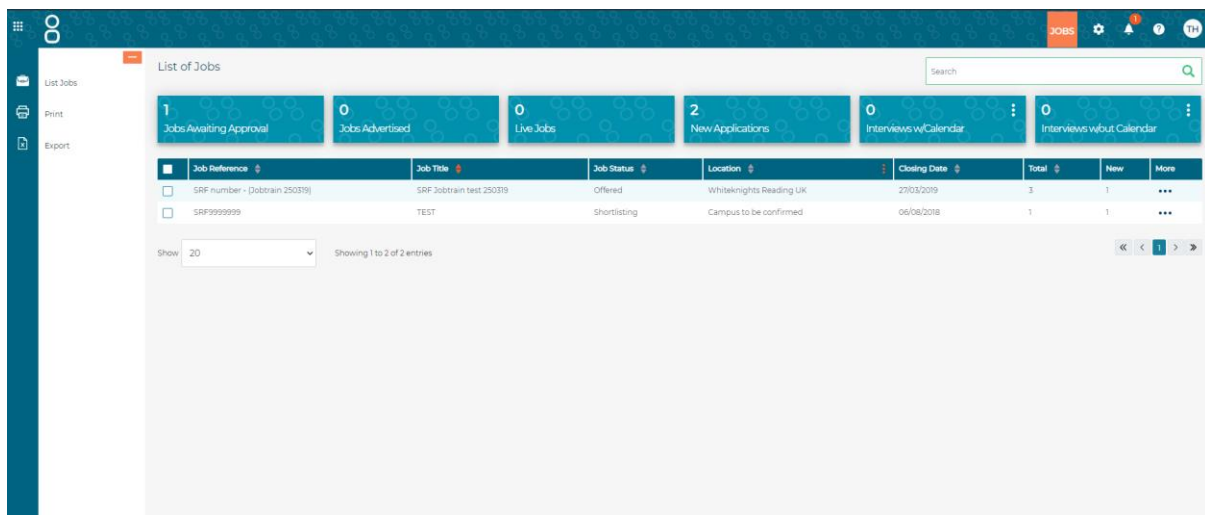 JOBS 1 TH
List Jobs
Print
Export
List of Jobs
Search
1 Jobs Awaiting Approval
0 Jobs Advertised
0 Live Jobs
2 New Applications
0 Interviews w/Calendar
0 Interviews w/out Calendar
Job Reference Job Title Job Status Location Closing Date Total New More
SRF number - (Jobtrain 250319) SRF Jobtrain test 250319 Offered Whiteknights Reading UK 27/03/2019 3 1
SRF9999999 TEST Shortlisting Campus to be confirmed 06/08/2018 1 1
Show 20 Showing 1 to 2 of 2 entries « < 1 > »